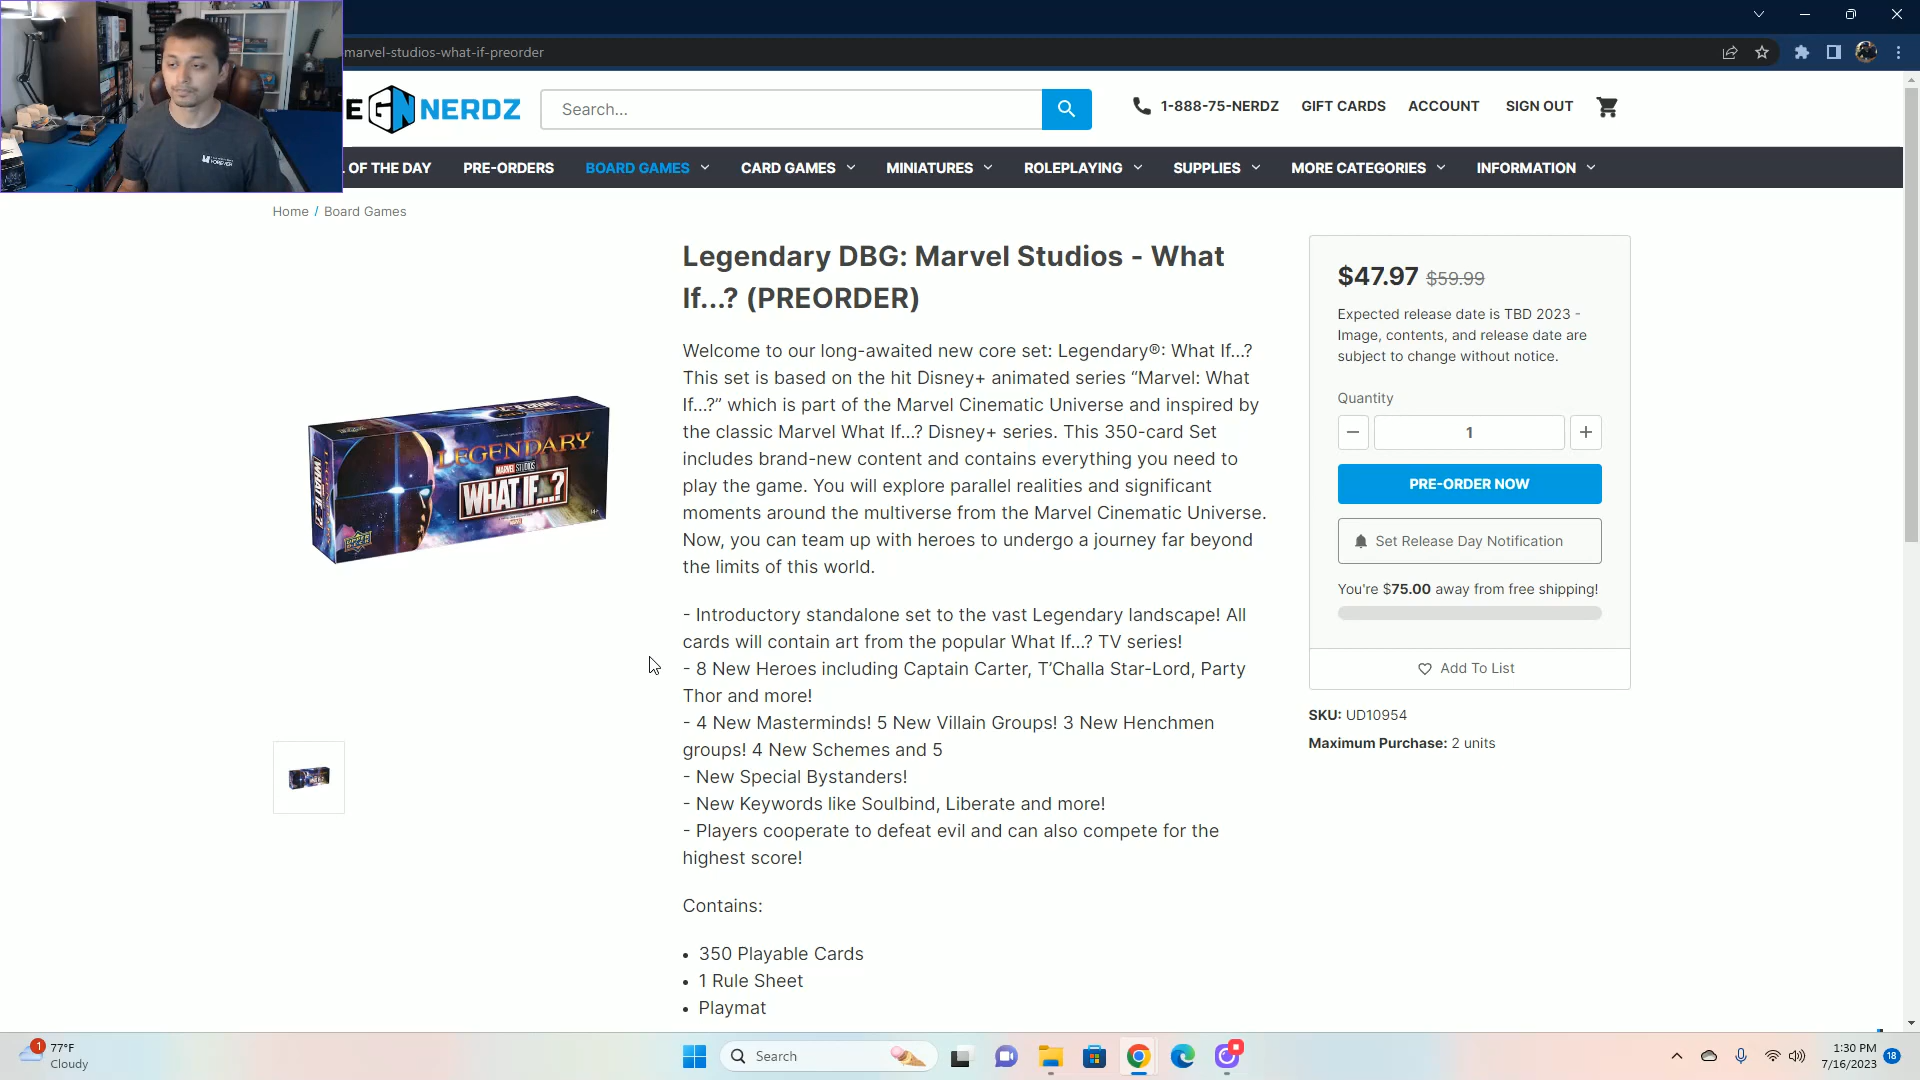 marvel-studios-what-if-preorder
E GN NERDZ
Search...
1-888-75-NERDZ
GIFT CARDS
ACCOUNT
SIGN OUT
OF THE DAY
PRE-ORDERS
BOARD GAMES
CARD GAMES
MINIATURES
ROLEPLAYING
SUPPLIES
MORE CATEGORIES
INFORMATION
Home / Board Games
LEGENDARY
MARVEL STUDIOS
WHAT IF...?
WHAT IF...?
UPPER DECK
14+
Legendary DBG: Marvel Studios - What
If...? (PREORDER)
Welcome to our long-awaited new core set: Legendary®: What If...?
This set is based on the hit Disney+ animated series “Marvel: What
If...?” which is part of the Marvel Cinematic Universe and inspired by
the classic Marvel What If...? Disney+ series. This 350-card Set
includes brand-new content and contains everything you need to
play the game. You will explore parallel realities and significant
moments around the multiverse from the Marvel Cinematic Universe.
Now, you can team up with heroes to undergo a journey far beyond
the limits of this world.
- Introductory standalone set to the vast Legendary landscape! All
cards will contain art from the popular What If...? TV series!
- 8 New Heroes including Captain Carter, T’Challa Star-Lord, Party
Thor and more!
- 4 New Masterminds! 5 New Villain Groups! 3 New Henchmen
groups! 4 New Schemes and 5
- New Special Bystanders!
- New Keywords like Soulbind, Liberate and more!
- Players cooperate to defeat evil and can also compete for the
highest score!
Contains:
• 350 Playable Cards
• 1 Rule Sheet
• Playmat
$47.97 $59.99
Expected release date is TBD 2023 -
Image, contents, and release date are
subject to change without notice.
Quantity
− 1 +
PRE-ORDER NOW
Set Release Day Notification
You're $75.00 away from free shipping!
Add To List
SKU: UD10954
Maximum Purchase: 2 units
1
77°F
Cloudy
Search
1:30 PM
7/16/2023
18